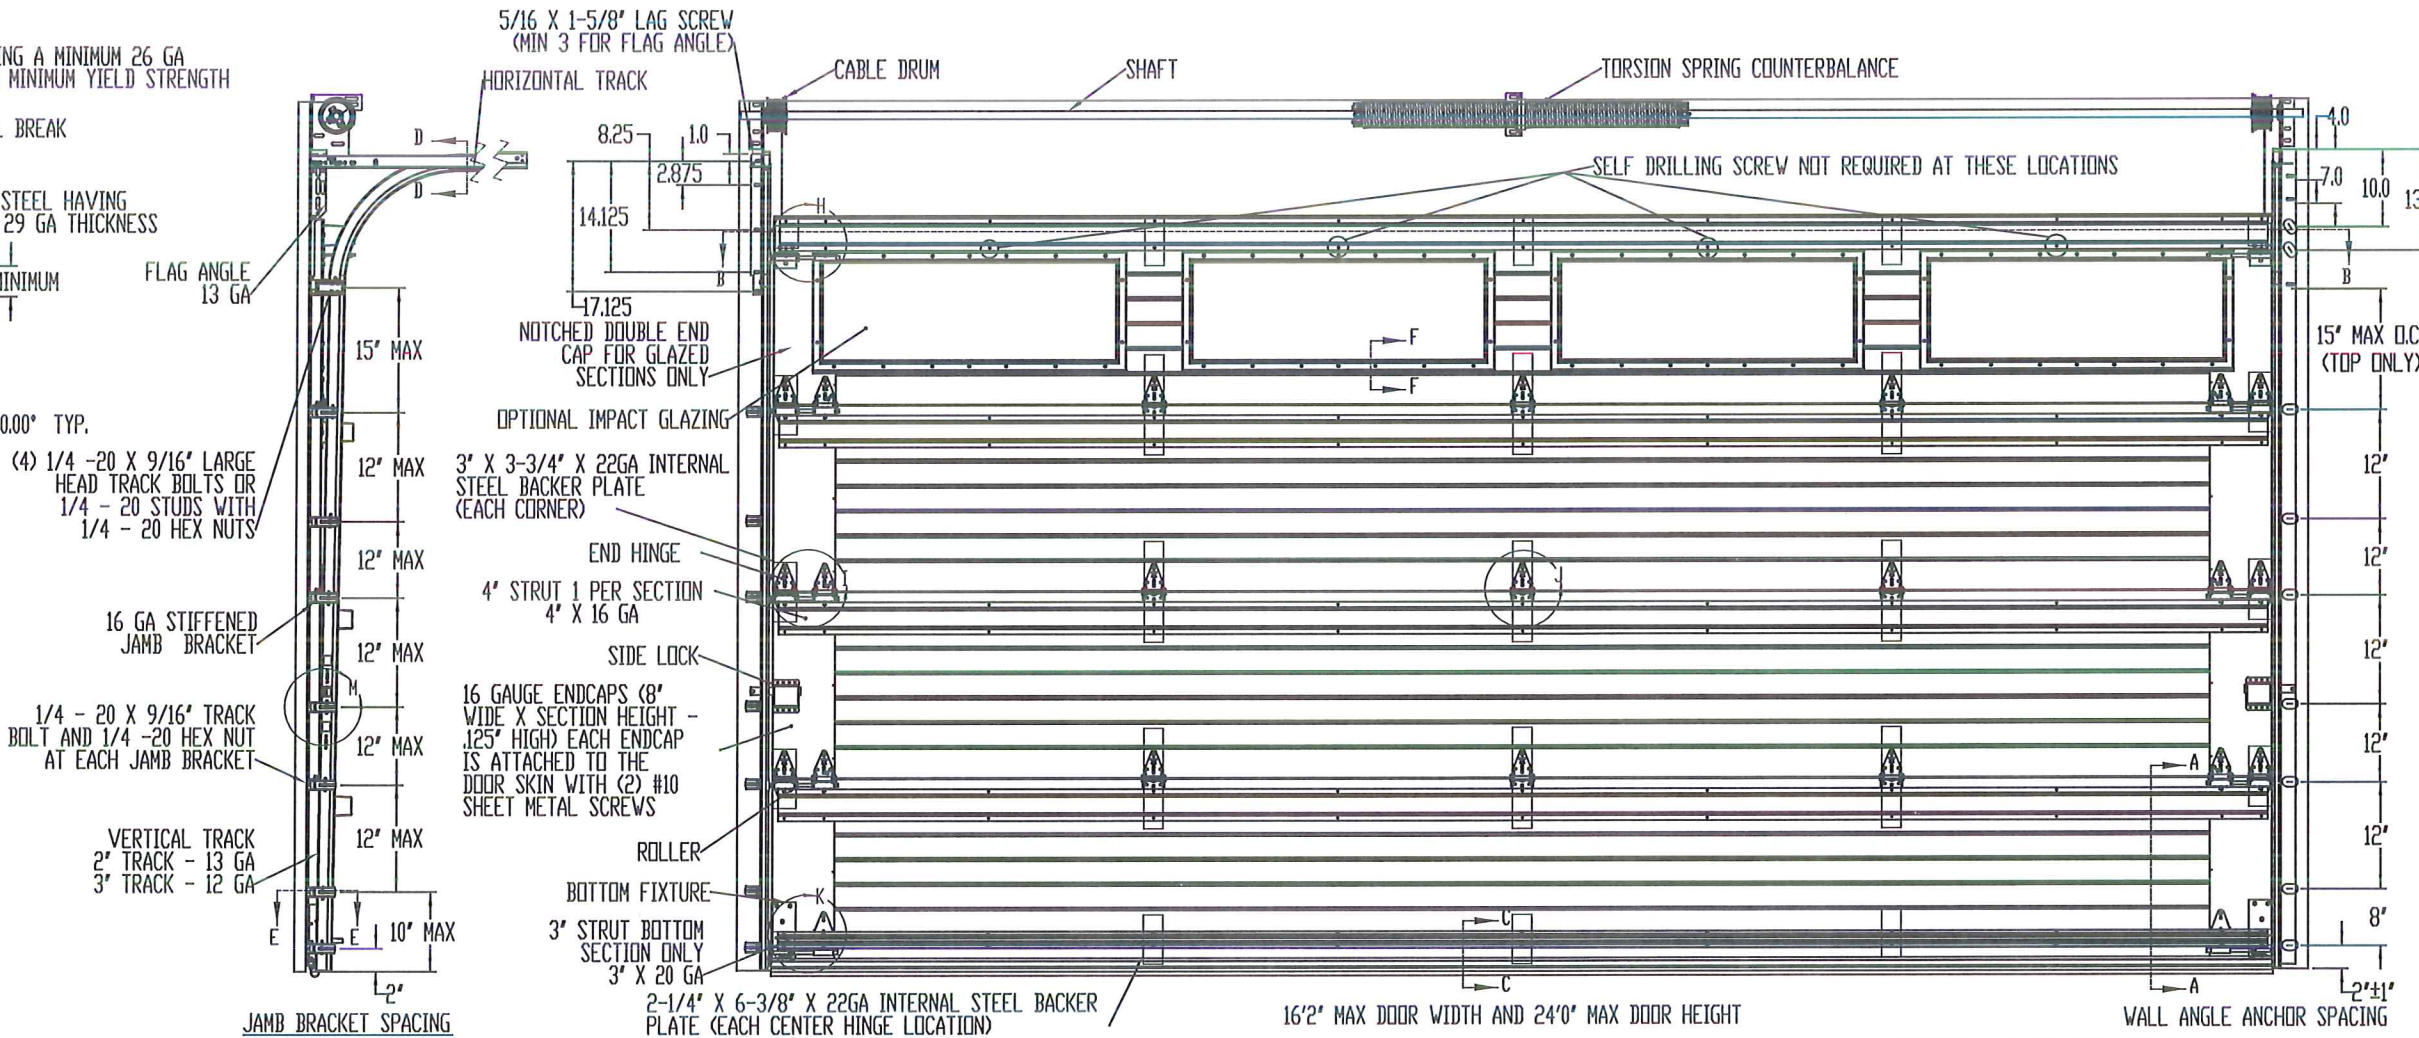 ING A MINIMUM 26 GA
MINIMUM YIELD STRENGTH
BREAK
STEEL HAVING
29 GA THICKNESS
MINIMUM
0.00° TYP.
5/16 X 1-5/8" LAG SCREW
(MIN 3 FOR FLAG ANGLE)
HORIZONTAL TRACK
D
D
FLAG ANGLE
13 GA
15" MAX
12" MAX
12" MAX
12" MAX
12" MAX
12" MAX
10" MAX
2"
(4) 1/4 -20 X 9/16" LARGE
HEAD TRACK BOLTS OR
1/4 - 20 STUDS WITH
1/4 - 20 HEX NUTS
16 GA STIFFENED
JAMB BRACKET
M
1/4 - 20 X 9/16" TRACK
BOLT AND 1/4 -20 HEX NUT
AT EACH JAMB BRACKET
VERTICAL TRACK
2" TRACK - 13 GA
3" TRACK - 12 GA
E
E
JAMB BRACKET SPACING
CABLE DRUM
SHAFT
TORSION SPRING COUNTERBALANCE
8.25
1.0
2.875
14.125
17.125
SELF DRILLING SCREW NOT REQUIRED AT THESE LOCATIONS
H
B
B
NOTCHED DOUBLE END
CAP FOR GLAZED
SECTIONS ONLY
F
F
OPTIONAL IMPACT GLAZING
3" X 3-3/4" X 22GA INTERNAL
STEEL BACKER PLATE
(EACH CORNER)
END HINGE
I
J
4" STRUT 1 PER SECTION
4" X 16 GA
SIDE LOCK
16 GAUGE ENDCAPS (8"
WIDE X SECTION HEIGHT -
.125" HIGH) EACH ENDCAP
IS ATTACHED TO THE
DOOR SKIN WITH (2) #10
SHEET METAL SCREWS
A
A
ROLLER
BOTTOM FIXTURE
K
3" STRUT BOTTOM
SECTION ONLY
3" X 20 GA
C
C
2-1/4" X 6-3/8" X 22GA INTERNAL STEEL BACKER
PLATE (EACH CENTER HINGE LOCATION)
16'2" MAX DOOR WIDTH AND 24'0" MAX DOOR HEIGHT
4.0
7.0
10.0
13
15" MAX O.C
(TOP ONLY)
12"
12"
12"
12"
12"
8"
2"±1"
WALL ANGLE ANCHOR SPACING